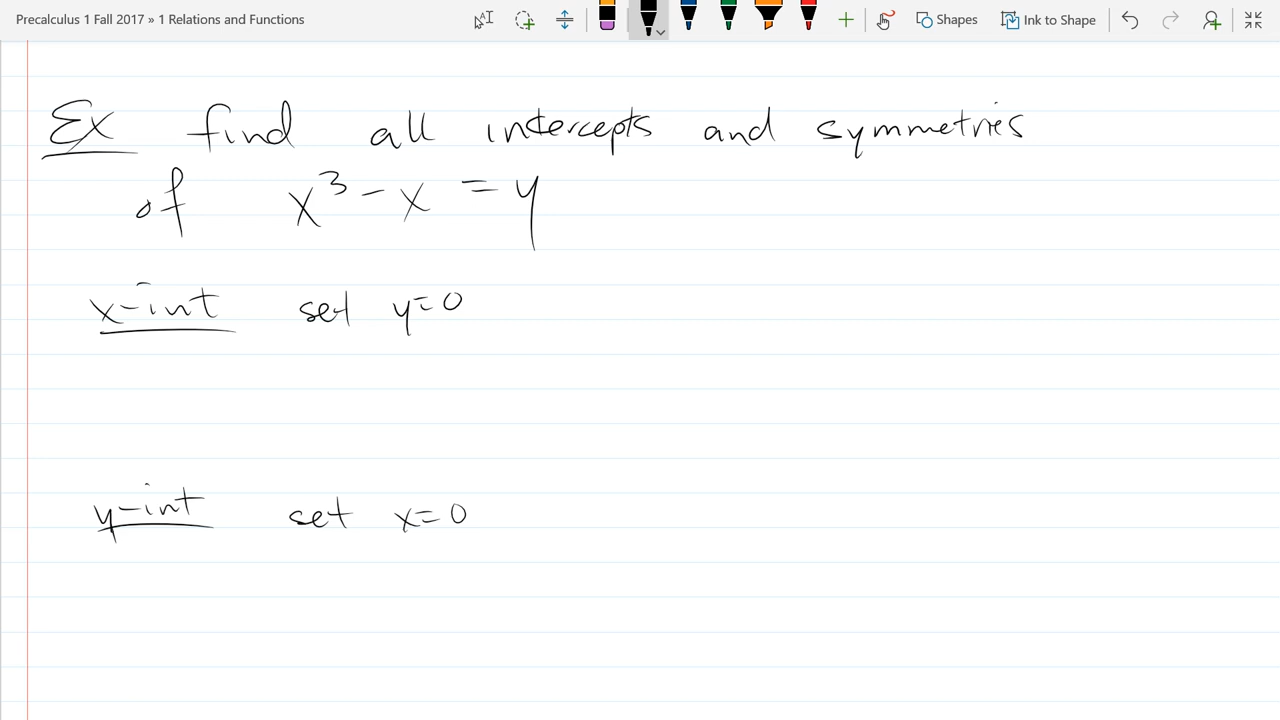 Precalculus 1 Fall 2017 » 1 Relations and Functions
Shapes
Ink to Shape
Ex find all intercepts and symmetries
of x³ - x = y
x-int set y=0
y-int set x=0